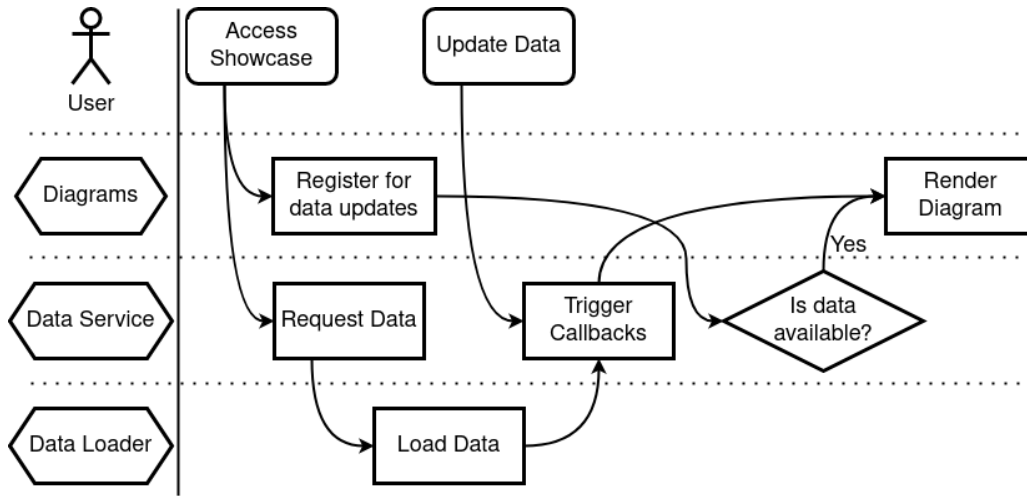 Access
Showcase
Update Data
User
Diagrams
Register for
data updates
Render
Diagram
Yes
Data Service
Request Data
Trigger
Callbacks
Is data
available?
Data Loader
Load Data